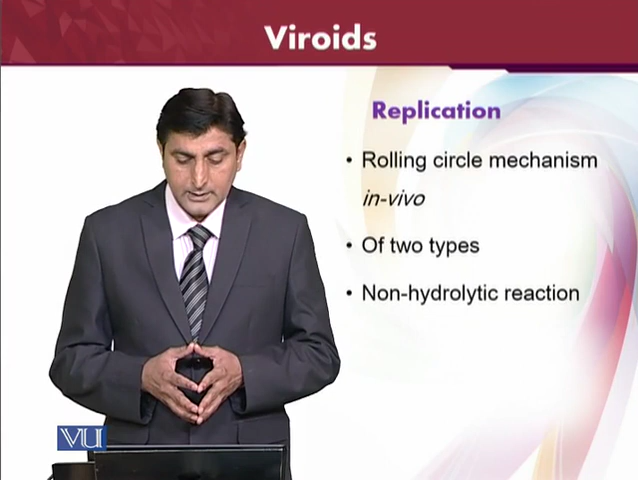 Viroids
Replication
• Rolling circle mechanism
in-vivo
• Of two types
• Non-hydrolytic reaction
VU